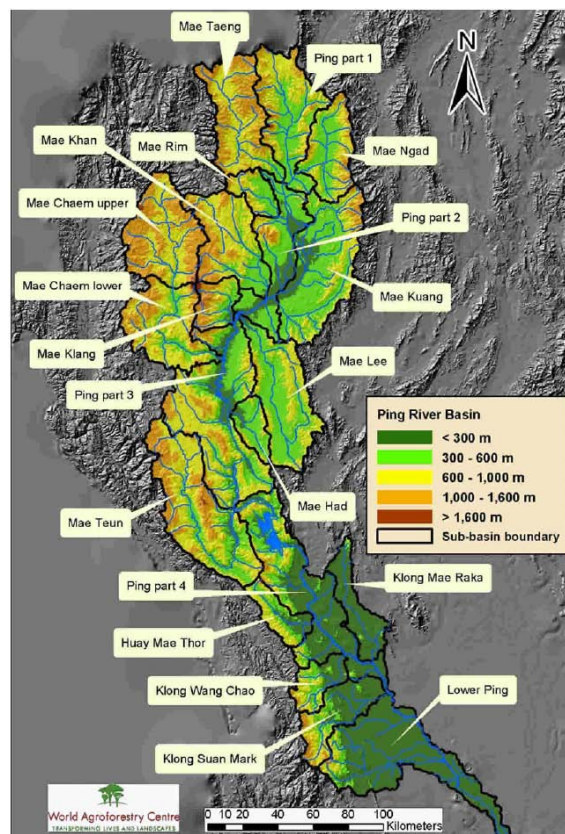 Mae Taeng
Ping part 1
N
Mae Khan
Mae Rim
Mae Ngad
Mae Chaem upper
Ping part 2
Mae Chaem lower
Mae Kuang
Mae Klang
Mae Lee
Ping part 3
Ping River Basin
< 300 m
300 - 600 m
600 - 1,000 m
1,000 - 1,600 m
> 1,600 m
Sub-basin boundary
Mae Teun
Mae Had
Ping part 4
Klong Mae Raka
Huay Mae Thor
Klong Wang Chao
Lower Ping
Klong Suan Mark
World Agroforestry Centre
TRANSFORMING LIVES AND LANDSCAPES
0 10 20 40 60 80 100
Kilometers